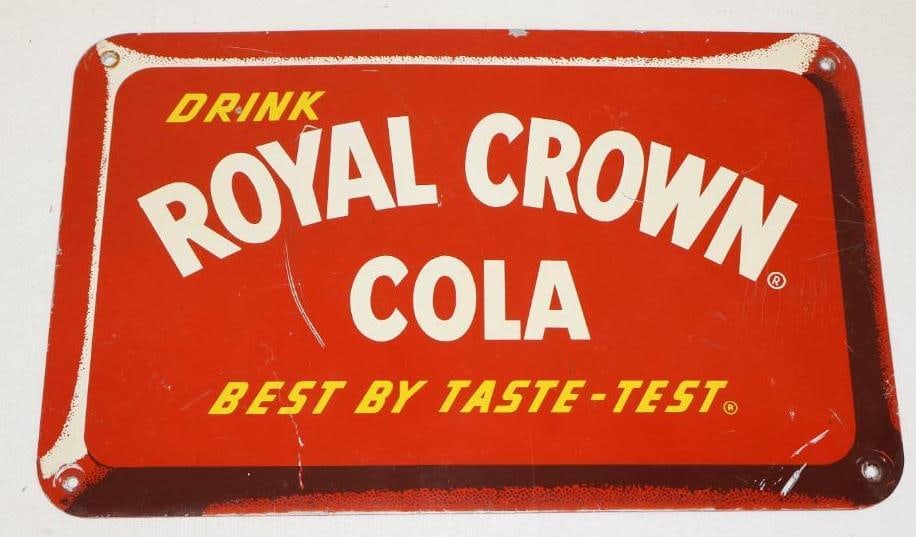 DRINK
ROYAL CROWN®
COLA
BEST BY TASTE-TEST®